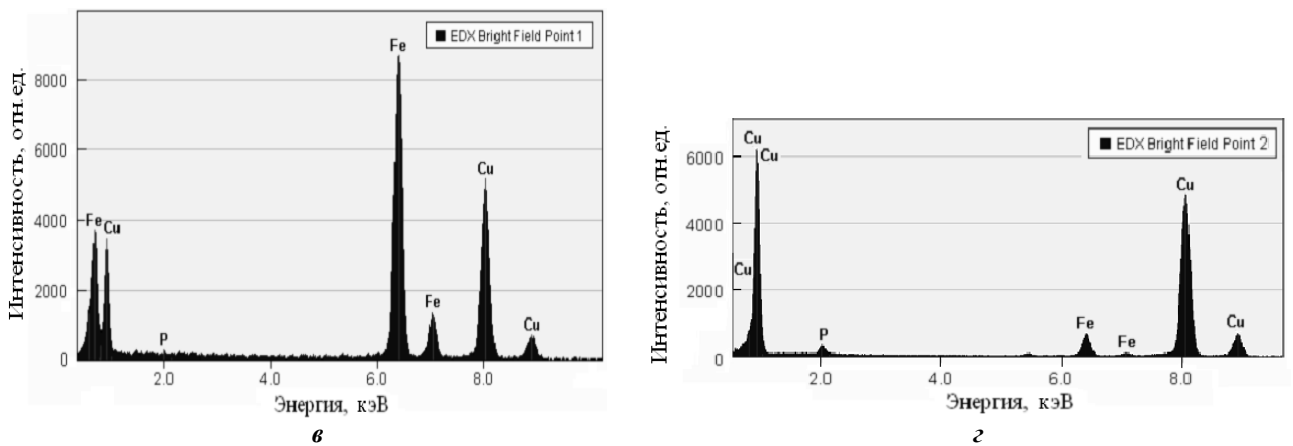 EDX Bright Field Point 1
Интенсивность, отн.ед.
8000
6000
4000
2000
0
Fe
Cu
P
Fe
Fe
Cu
Cu
2.0 4.0 6.0 8.0
Энергия, кэВ
в
EDX Bright Field Point 2
Интенсивность, отн.ед.
6000
4000
2000
0
Cu
Cu
Cu
P
Fe
Fe
Cu
Cu
2.0 4.0 6.0 8.0
Энергия, кэВ
г